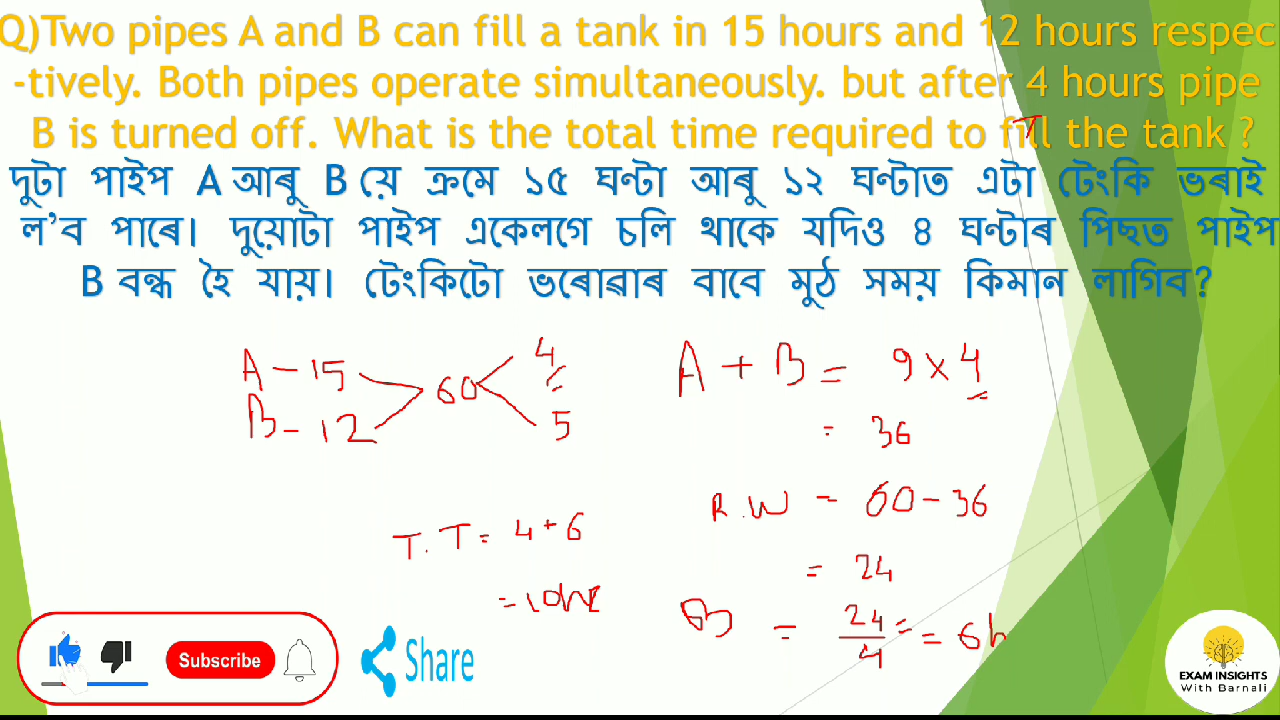 Q)Two pipes A and B can fill a tank in 15 hours and 12 hours respec
-tively. Both pipes operate simultaneously. but after 4 hours pipe
B is turned off. What is the total time required to fill the tank ?
দুটা পাইপ A আৰু B য়ে ক্ৰমে ১৫ ঘণ্টা আৰু ১২ ঘণ্টাত এটা টেংকি ভৰাই
ল’ব পাৰে। দুয়োটা পাইপ একেলগে চলি থাকে যদিও ৪ ঘণ্টাৰ পিছত পাইপ
B বন্ধ হৈ যায়। টেংকিটো ভৰোৱাৰ বাবে মুঠ সময় কিমান লাগিব?
A - 15
B - 12
60
4
5
A + B = 9 × 4
= 36
R.W = 60 - 36
= 24
B = 24/4 = = 6h
T.T = 4 + 6
= 10
Subscribe
Share
EXAM INSIGHTS
With Barnali